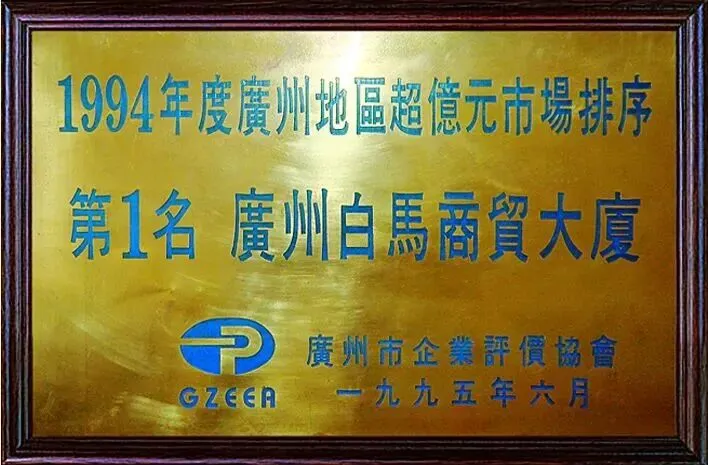 1994年度廣州地區超億元市場排序
第1名 廣州白馬商貿大廈
廣州市企業評價協會
GZEEA
一九九五年六月